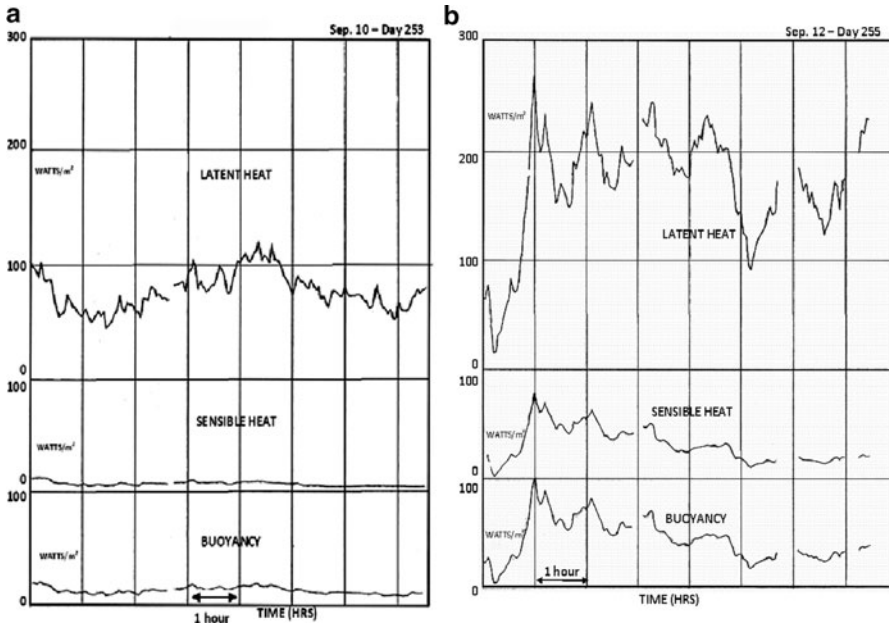 a
Sep. 10 – Day 253
300
200
WATTS/m²
LATENT HEAT
100
0
100
SENSIBLE HEAT
WATTS/m²
0
100
BUOYANCY
WATTS/m²
0
1 hour
TIME (HRS)
b
Sep. 12 – Day 255
300
WATTS/m²
200
LATENT HEAT
100
0
100
SENSIBLE HEAT
WATTS/m²
0
100
BUOYANCY
WATTS/m²
1 hour
0
TIME (HRS)